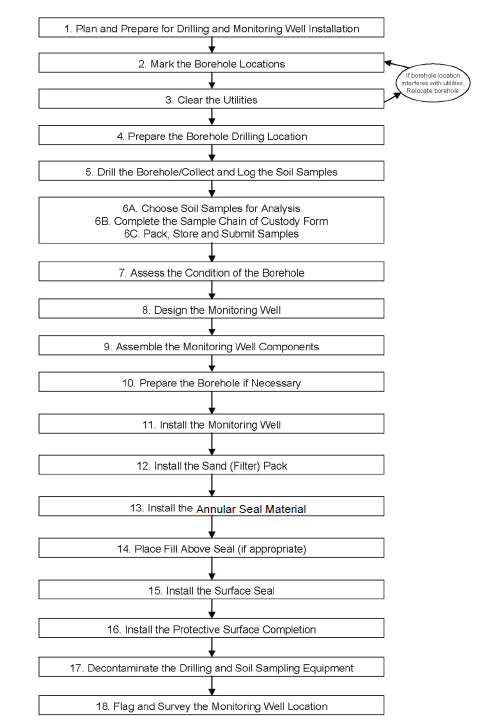 1. Plan and Prepare for Drilling and Monitoring Well Installation
2. Mark the Borehole Locations
If borehole location
interferes with utilities,
Relocate borehole
3. Clear the Utilities
4. Prepare the Borehole Drilling Location
5. Drill the Borehole/Collect and Log the Soil Samples
6A. Choose Soil Samples for Analysis
6B. Complete the Sample Chain of Custody Form
6C. Pack, Store and Submit Samples
7. Assess the Condition of the Borehole
8. Design the Monitoring Well
9. Assemble the Monitoring Well Components
10. Prepare the Borehole if Necessary
11. Install the Monitoring Well
12. Install the Sand (Filter) Pack
13. Install the Annular Seal Material
14. Place Fill Above Seal (if appropriate)
15. Install the Surface Seal
16. Install the Protective Surface Completion
17. Decontaminate the Drilling and Soil Sampling Equipment
18. Flag and Survey the Monitoring Well Location